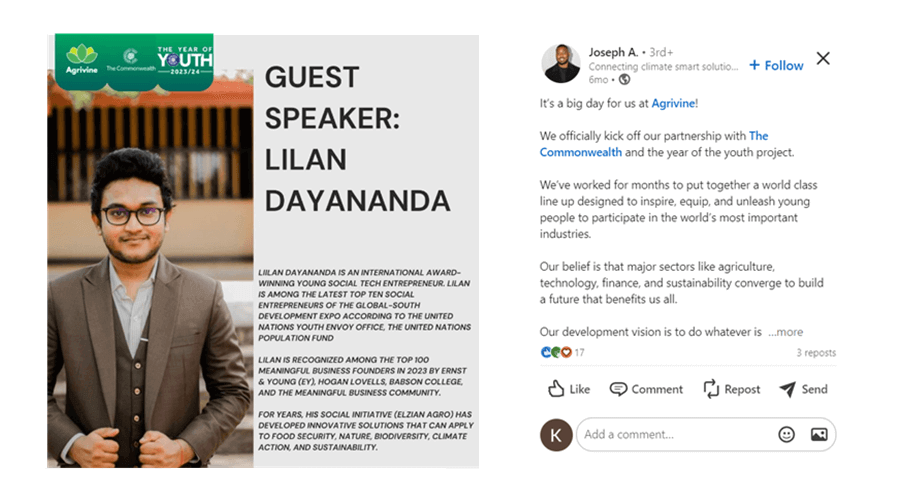 Agrivine
The Commonwealth
THE YEAR OF
YOUTH
2023/24
GUEST
SPEAKER:
LILAN
DAYANANDA
LIILAN DAYANANDA IS AN INTERNATIONAL AWARD-
WINNING YOUNG SOCIAL TECH ENTREPRENEUR. LILAN
IS AMONG THE LATEST TOP TEN SOCIAL
ENTREPRENEURS OF THE GLOBAL-SOUTH
DEVELOPMENT EXPO ACCORDING TO THE UNITED
NATIONS YOUTH ENVOY OFFICE, THE UNITED NATIONS
POPULATION FUND
LILAN IS RECOGNIZED AMONG THE TOP 100
MEANINGFUL BUSINESS FOUNDERS IN 2023 BY ERNST
& YOUNG (EY), HOGAN LOVELLS, BABSON COLLEGE,
AND THE MEANINGFUL BUSINESS COMMUNITY.
FOR YEARS, HIS SOCIAL INITIATIVE (ELZIAN AGRO) HAS
DEVELOPED INNOVATIVE SOLUTIONS THAT CAN APPLY
TO FOOD SECURITY, NATURE, BIODIVERSITY, CLIMATE
ACTION, AND SUSTAINABILITY.
Joseph A. • 3rd+
Connecting climate smart solutio...
6mo •
+ Follow
It's a big day for us at Agrivine!
We officially kick off our partnership with The
Commonwealth and the year of the youth project.
We've worked for months to put together a world class
line up designed to inspire, equip, and unleash young
people to participate in the world's most important
industries.
Our belief is that major sectors like agriculture,
technology, finance, and sustainability converge to build
a future that benefits us all.
Our development vision is to do whatever is ...more
17
3 reposts
Like
Comment
Repost
Send
K
Add a comment...